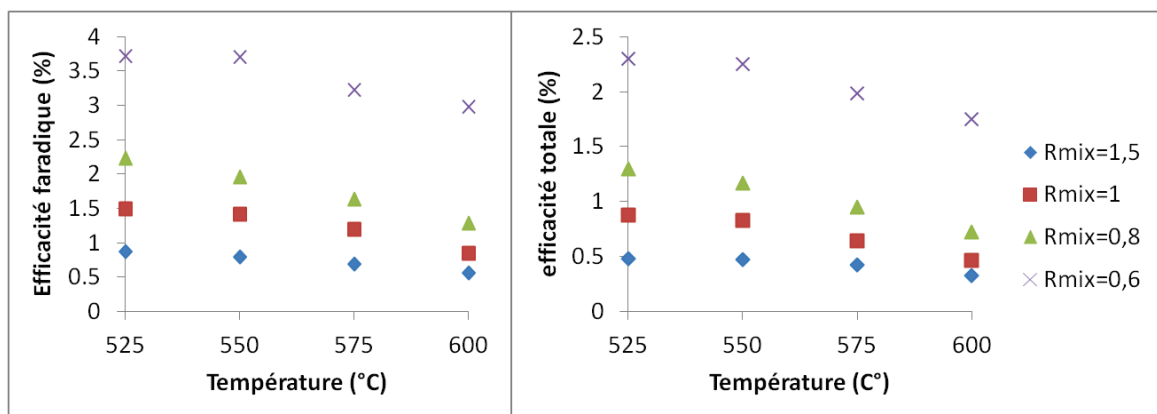 Efficacité faradique (%)
4
3.5
3
2.5
2
1.5
1
0.5
0
525 550 575 600
Température (°C)
efficacité totale (%)
2.5
2
1.5
1
0.5
0
525 550 575 600
Température (C°)
Rmix=1,5
Rmix=1
Rmix=0,8
Rmix=0,6